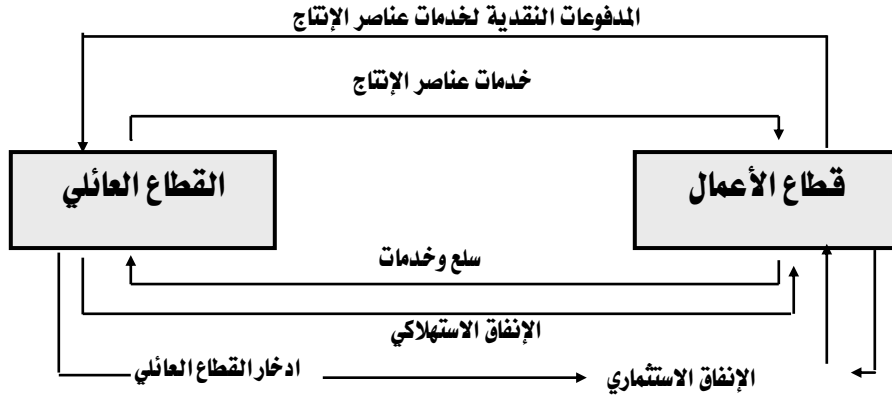 المدفوعات النقدية لخدمات عناصر الإنتاج
خدمات عناصر الإنتاج
قطاع الأعمال
القطاع العائلي
سلع وخدمات
الإنفاق الاستهلاكي
الإنفاق الاستثماري
ادخار القطاع العائلي